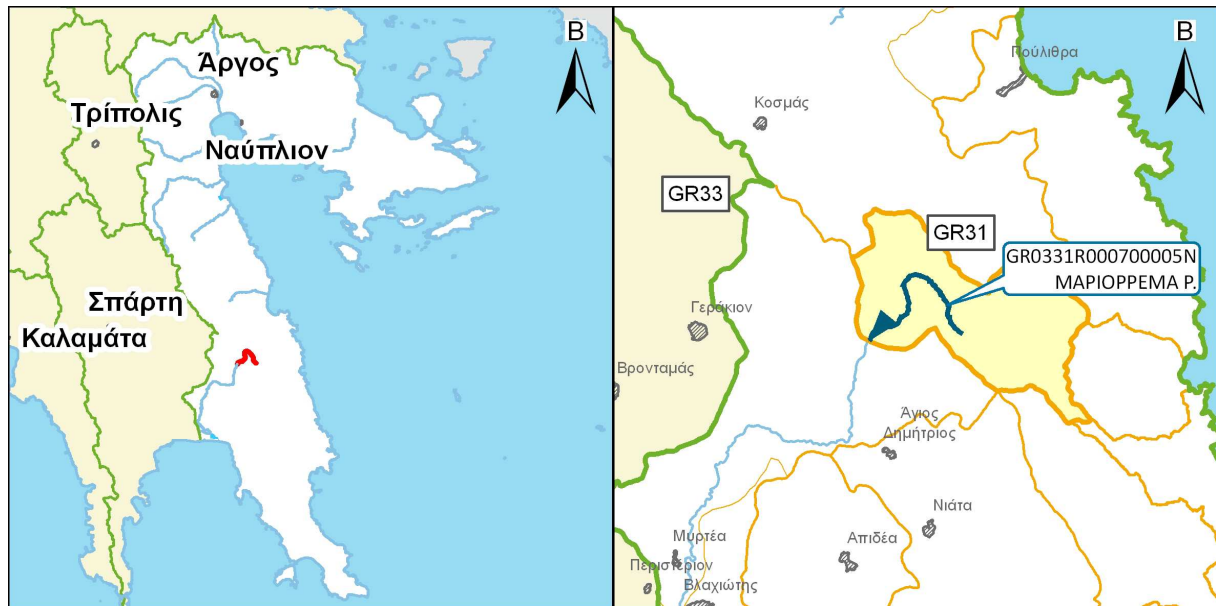 Β
Άργος
Τρίπολις
Ναύπλιον
Σπάρτη
Καλαμάτα
Β
Πούλιθρα
Κοσμάς
GR33
GR31
GR0331R000700005N
ΜΑΡΙΟΡΡΕΜΑ Ρ.
Γεράκιον
Βρονταμάς
Άγιος
Δημήτριος
Νιάτα
Μυρτέα
Απιδέα
Περιστέριον
Βλαχιώτης